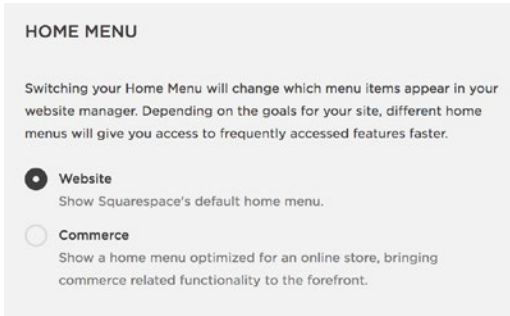 HOME MENU
Switching your Home Menu will change which menu items appear in your
website manager. Depending on the goals for your site, different home
menus will give you access to frequently accessed features faster.
Website
Show Squarespace's default home menu.
Commerce
Show a home menu optimized for an online store, bringing
commerce related functionality to the forefront.